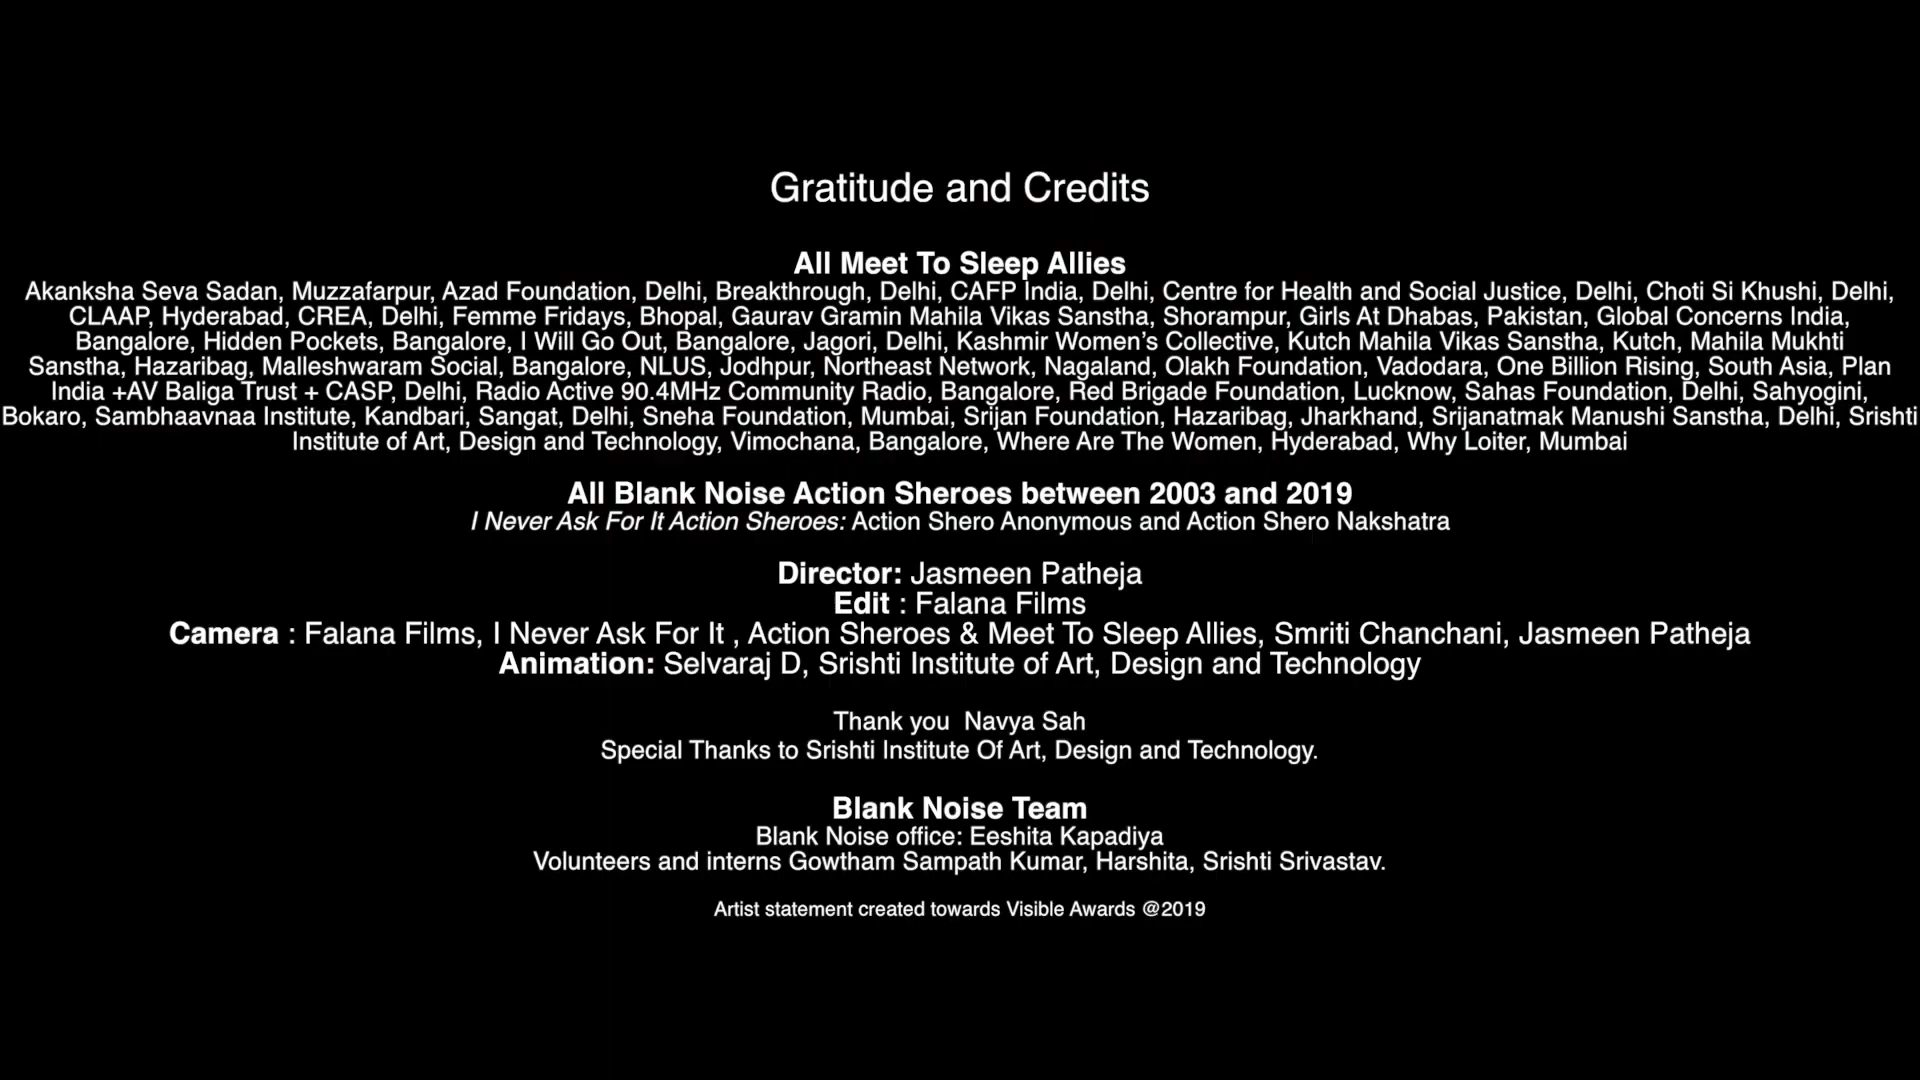 Gratitude and Credits
All Meet To Sleep Allies
Akanksha Seva Sadan, Muzzafarpur, Azad Foundation, Delhi, Breakthrough, Delhi, CAFP India, Delhi, Centre for Health and Social Justice, Delhi, Choti Si Khushi, Delhi,
CLAAP, Hyderabad, CREA, Delhi, Femme Fridays, Bhopal, Gaurav Gramin Mahila Vikas Sanstha, Shorampur, Girls At Dhabas, Pakistan, Global Concerns India,
Bangalore, Hidden Pockets, Bangalore, I Will Go Out, Bangalore, Jagori, Delhi, Kashmir Women’s Collective, Kutch Mahila Vikas Sanstha, Kutch, Mahila Mukhti
Sanstha, Hazaribag, Malleshwaram Social, Bangalore, NLUS, Jodhpur, Northeast Network, Nagaland, Olakh Foundation, Vadodara, One Billion Rising, South Asia, Plan
India +AV Baliga Trust + CASP, Delhi, Radio Active 90.4MHz Community Radio, Bangalore, Red Brigade Foundation, Lucknow, Sahas Foundation, Delhi, Sahyogini,
Bokaro, Sambhaavnaa Institute, Kandbari, Sangat, Delhi, Sneha Foundation, Mumbai, Srijan Foundation, Hazaribag, Jharkhand, Srijanatmak Manushi Sanstha, Delhi, Srishti
Institute of Art, Design and Technology, Vimochana, Bangalore, Where Are The Women, Hyderabad, Why Loiter, Mumbai
All Blank Noise Action Sheroes between 2003 and 2019
I Never Ask For It Action Sheroes: Action Shero Anonymous and Action Shero Nakshatra
Director: Jasmeen Patheja
Edit : Falana Films
Camera : Falana Films, I Never Ask For It , Action Sheroes & Meet To Sleep Allies, Smriti Chanchani, Jasmeen Patheja
Animation: Selvaraj D, Srishti Institute of Art, Design and Technology
Thank you  Navya Sah
Special Thanks to Srishti Institute Of Art, Design and Technology.
Blank Noise Team
Blank Noise office: Eeshita Kapadiya
Volunteers and interns Gowtham Sampath Kumar, Harshita, Srishti Srivastav.
Artist statement created towards Visible Awards @2019